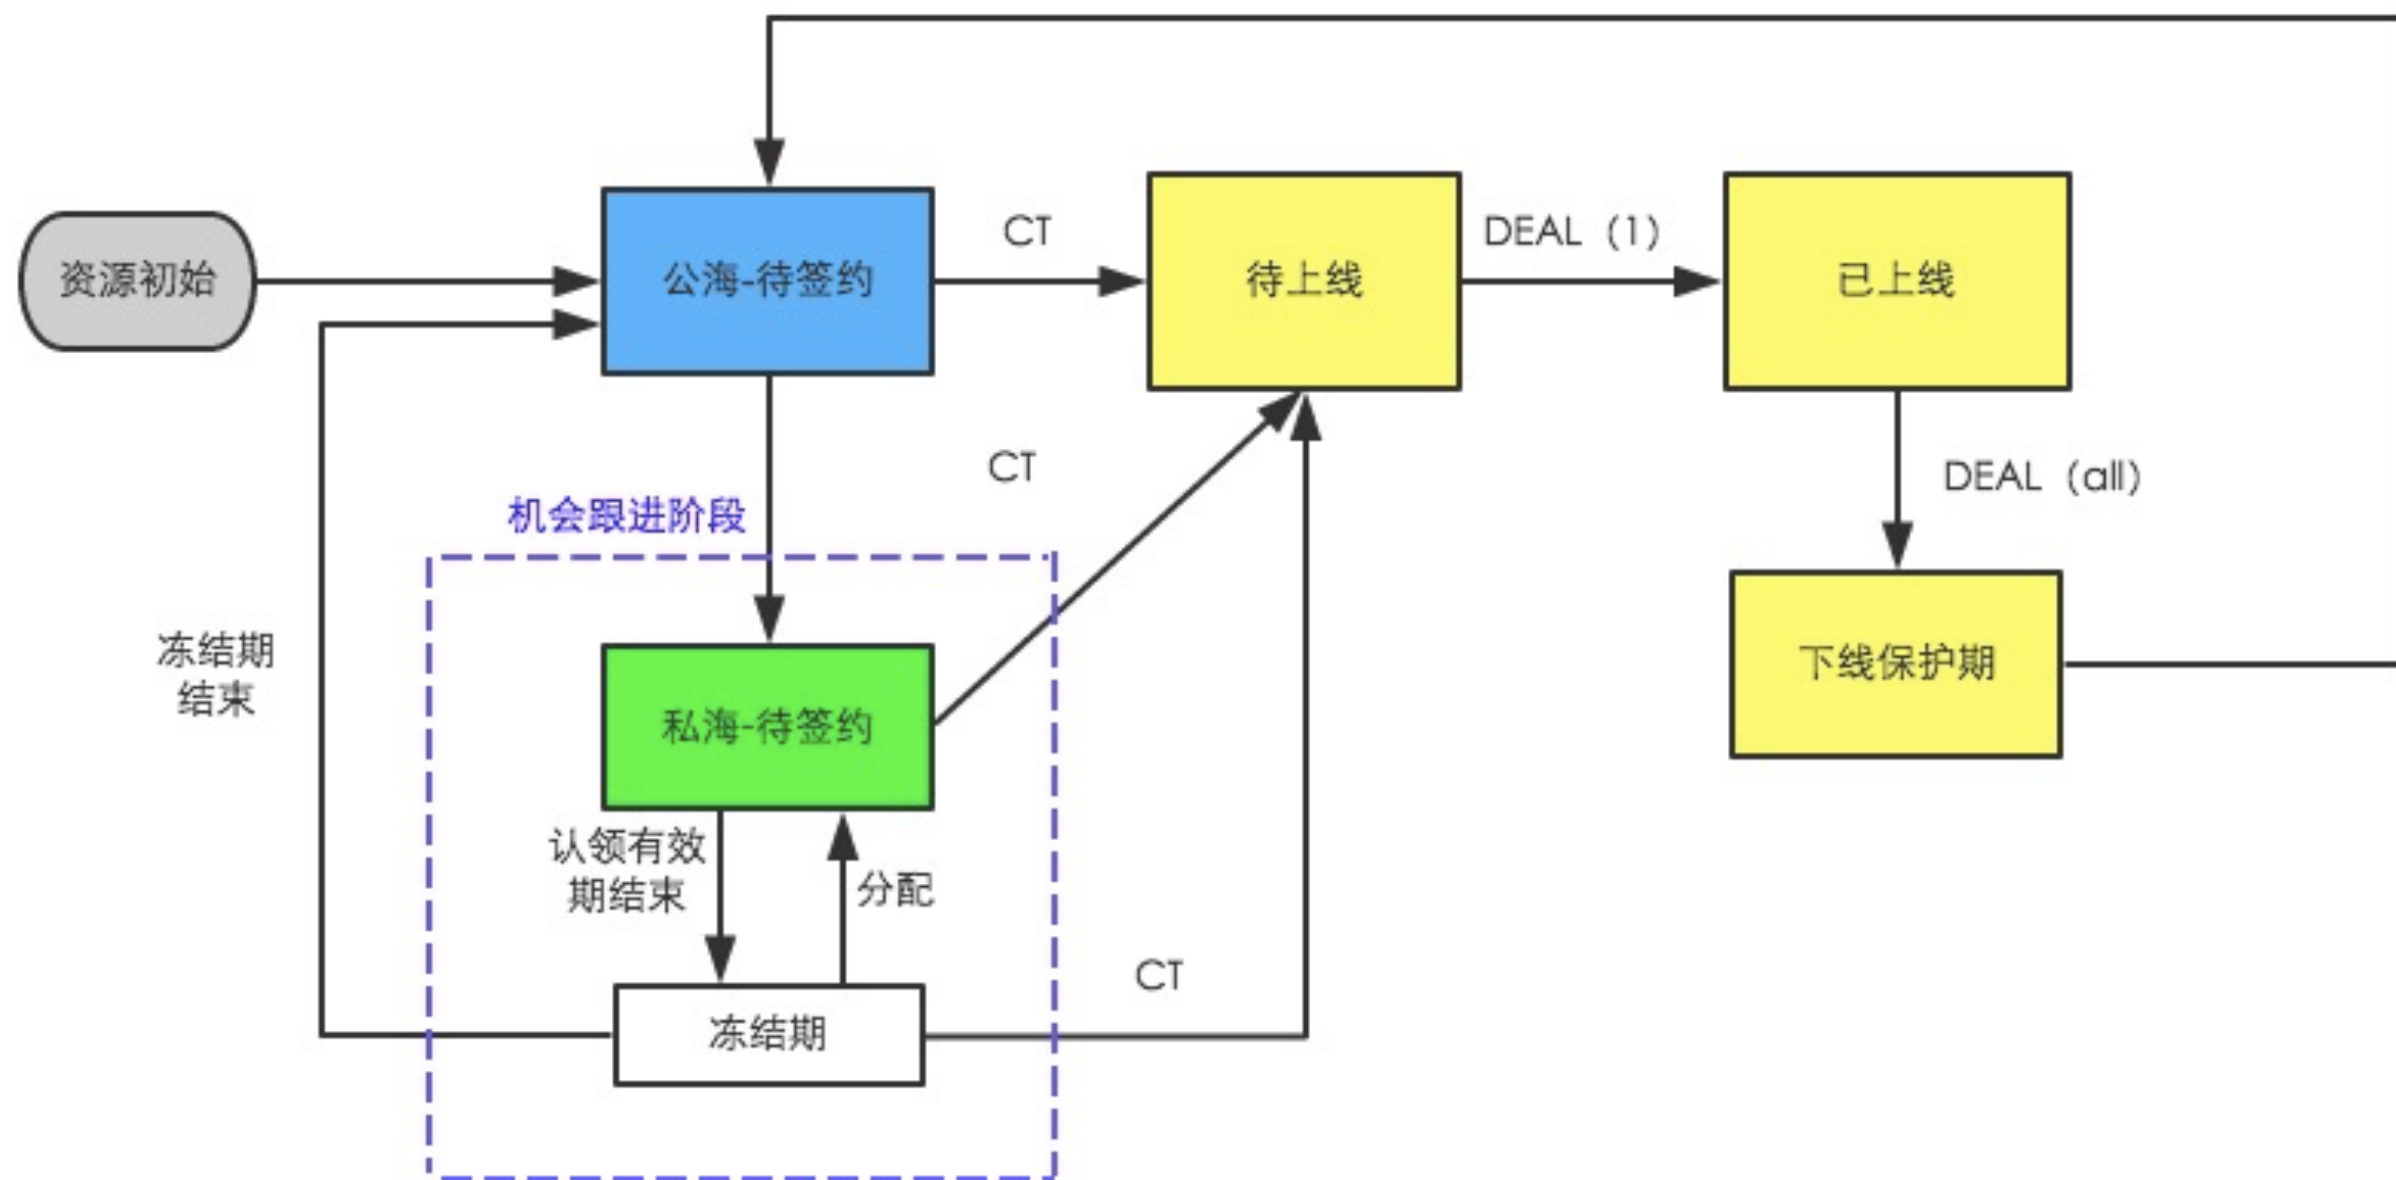 资源初始
公海-待签约
CT
待上线
DEAL（1）
已上线
CT
DEAL（all）
机会跟进阶段
冻结期
结束
下线保护期
私海-待签约
认领有效
期结束
分配
CT
冻结期